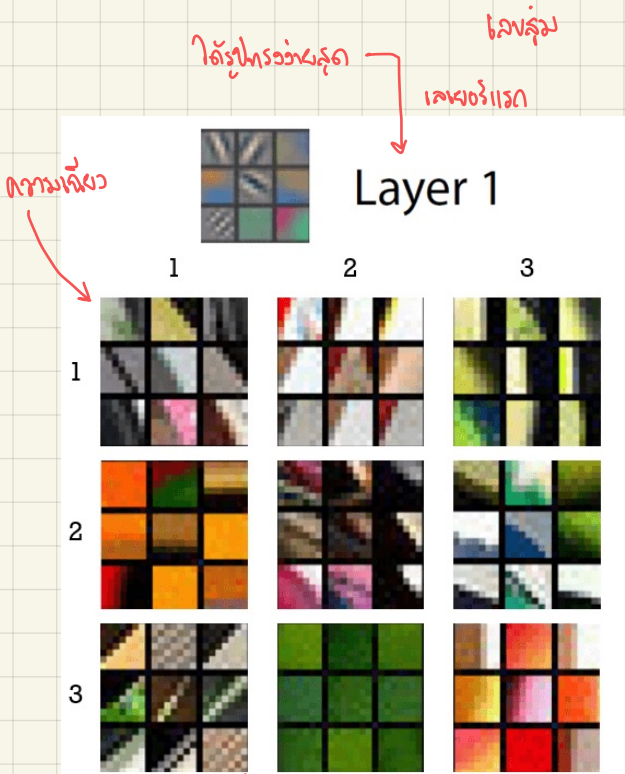 เลขสุ่ม
ได้รูปทรงง่ายสุด
เลเยอร์แรก
ความเฉียง
Layer 1
1 2 3
1
2
3